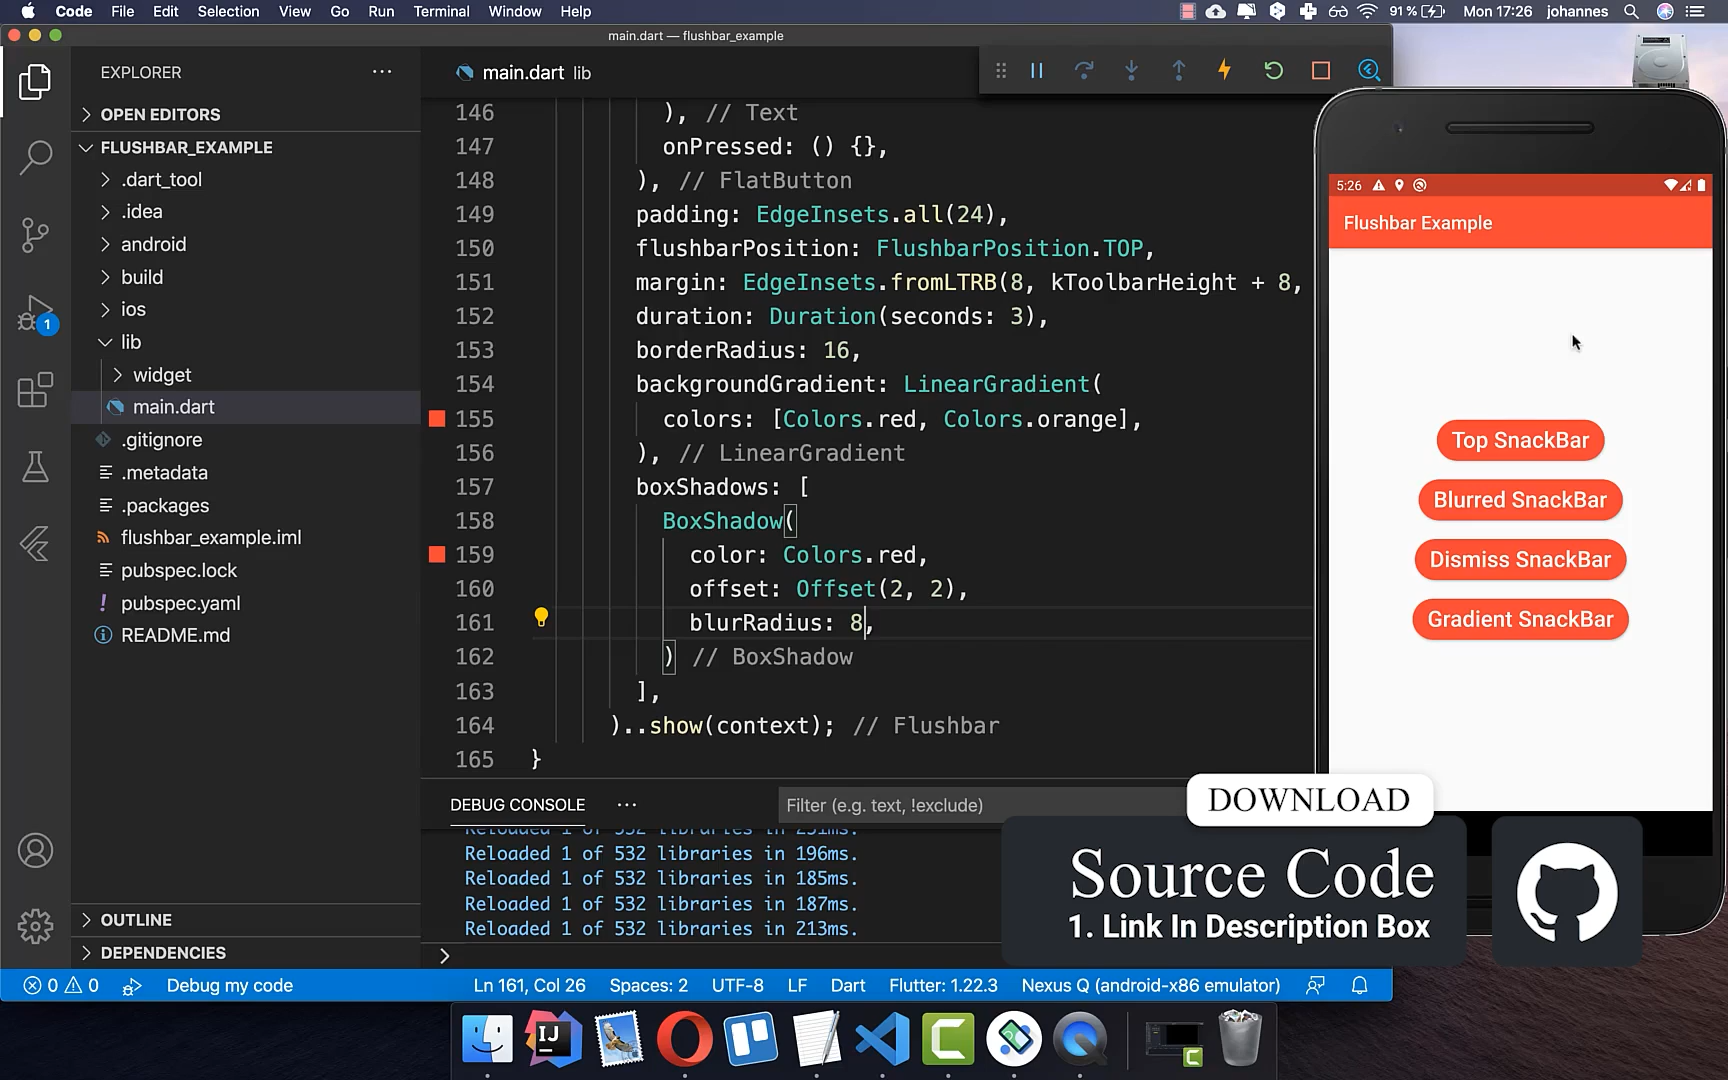 Code File Edit Selection View Go Run Terminal Window Help 91% Mon 17:26 johannes
main.dart — flushbar_example
EXPLORER
OPEN EDITORS
FLUSHBAR_EXAMPLE
.dart_tool
.idea
android
build
ios
lib
widget
main.dart
.gitignore
.metadata
.packages
flushbar_example.iml
pubspec.lock
! pubspec.yaml
README.md
OUTLINE
DEPENDENCIES
1
main.dart lib
146 ), // Text
147 onPressed: () {},
148 ), // FlatButton
149 padding: EdgeInsets.all(24),
150 flushbarPosition: FlushbarPosition.TOP,
151 margin: EdgeInsets.fromLTRB(8, kToolbarHeight + 8,
152 duration: Duration(seconds: 3),
153 borderRadius: 16,
154 backgroundGradient: LinearGradient(
155 colors: [Colors.red, Colors.orange],
156 ), // LinearGradient
157 boxShadows: [
158 BoxShadow(
159 color: Colors.red,
160 offset: Offset(2, 2),
161 blurRadius: 8,
162 ) // BoxShadow
163 ],
164 )..show(context); // Flushbar
165 }
DEBUG CONSOLE
Filter (e.g. text, !exclude)
Reloaded 1 of 532 libraries in 231ms.
Reloaded 1 of 532 libraries in 196ms.
Reloaded 1 of 532 libraries in 185ms.
Reloaded 1 of 532 libraries in 187ms.
Reloaded 1 of 532 libraries in 213ms.
5:26
Flushbar Example
Top SnackBar
Blurred SnackBar
Dismiss SnackBar
Gradient SnackBar
DOWNLOAD
Source Code
1. Link In Description Box
0 0 Debug my code Ln 161, Col 26 Spaces: 2 UTF-8 LF Dart Flutter: 1.22.3 Nexus Q (android-x86 emulator)
IJ